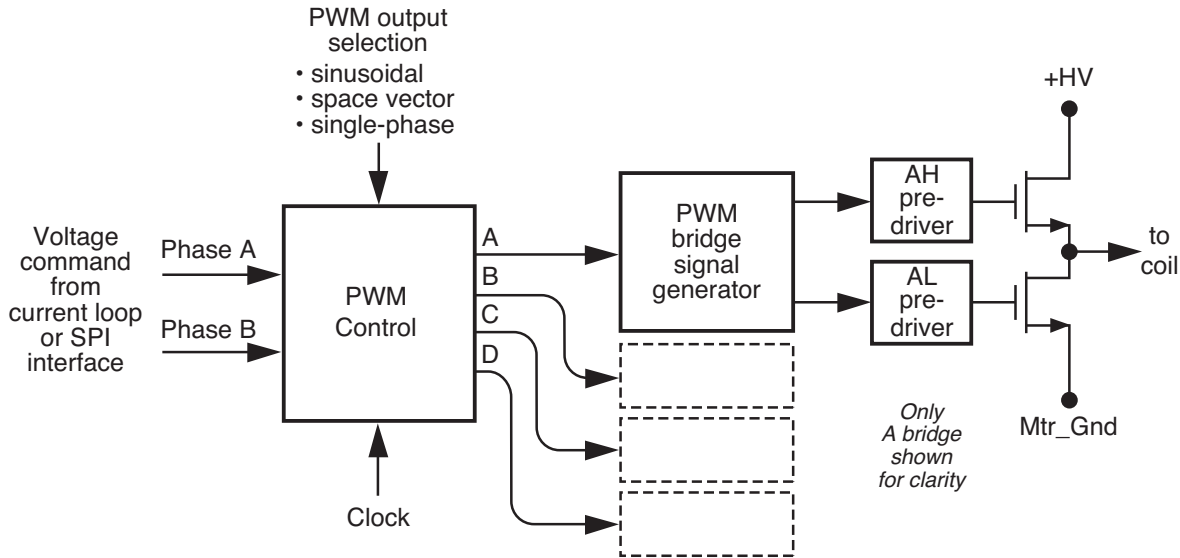 PWM output
selection
• sinusoidal
• space vector
• single-phase
Voltage
command
from
current loop
or SPI
interface
Phase A
Phase B
PWM
Control
Clock
A
B
C
D
PWM
bridge
signal
generator
AH
pre-
driver
AL
pre-
driver
+HV
to
coil
Mtr_Gnd
Only
A bridge
shown
for clarity